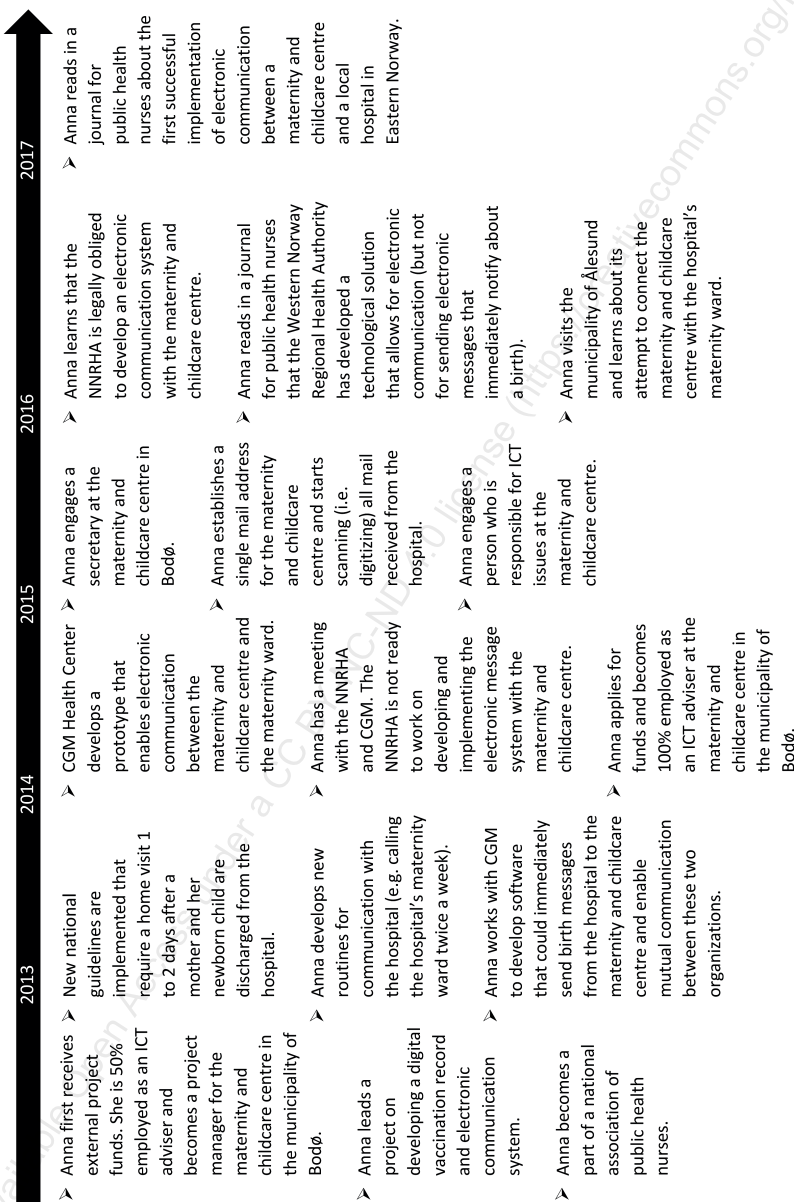 2013
2014
2015
2016
2017
➢ Anna first receives
external project
funds. She is 50%
employed as an ICT
adviser and
becomes a project
manager for the
maternity and
childcare centre in
the municipality of
Bodø.
➢ Anna leads a
project on
developing a digital
vaccination record
and electronic
communication
system.
➢ Anna becomes a
part of a national
association of
public health
nurses.
➢ New national
guidelines are
implemented that
require a home visit 1
to 2 days after a
mother and her
newborn child are
discharged from the
hospital.
➢ Anna develops new
routines for
communication with
the hospital (e.g. calling
the hospital's maternity
ward twice a week).
➢ Anna works with CGM
to develop software
that could immediately
send birth messages
from the hospital to the
maternity and childcare
centre and enable
mutual communication
between these two
organizations.
➢ CGM Health Center
develops a
prototype that
enables electronic
communication
between the
maternity and
childcare centre and
the maternity ward.
➢ Anna has a meeting
with the NNRHA
and CGM. The
NNRHA is not ready
to work on
developing and
implementing the
electronic message
system with the
maternity and
childcare centre.
➢ Anna applies for
funds and becomes
100% employed as
an ICT adviser at the
maternity and
childcare centre in
the municipality of
Bodø.
➢ Anna engages a
secretary at the
maternity and
childcare centre in
Bodø.
➢ Anna establishes a
single mail address
for the maternity
and childcare
centre and starts
scanning (i.e.
digitizing) all mail
received from the
hospital.
➢ Anna engages a
person who is
responsible for ICT
issues at the
maternity and
childcare centre.
➢ Anna learns that the
NNRHA is legally obliged
to develop an electronic
communication system
with the maternity and
childcare centre.
➢ Anna reads in a journal
for public health nurses
that the Western Norway
Regional Health Authority
has developed a
technological solution
that allows for electronic
communication (but not
for sending electronic
messages that
immediately notify about
a birth).
➢ Anna visits the
municipality of Ålesund
and learns about its
attempt to connect the
maternity and childcare
centre with the hospital's
maternity ward.
➢ Anna reads in a
journal for
public health
nurses about the
first successful
implementation
of electronic
communication
between a
maternity and
childcare centre
and a local
hospital in
Eastern Norway.
Open Access under a CC BY-NC-ND 4.0 license (https://creativecommons.org/